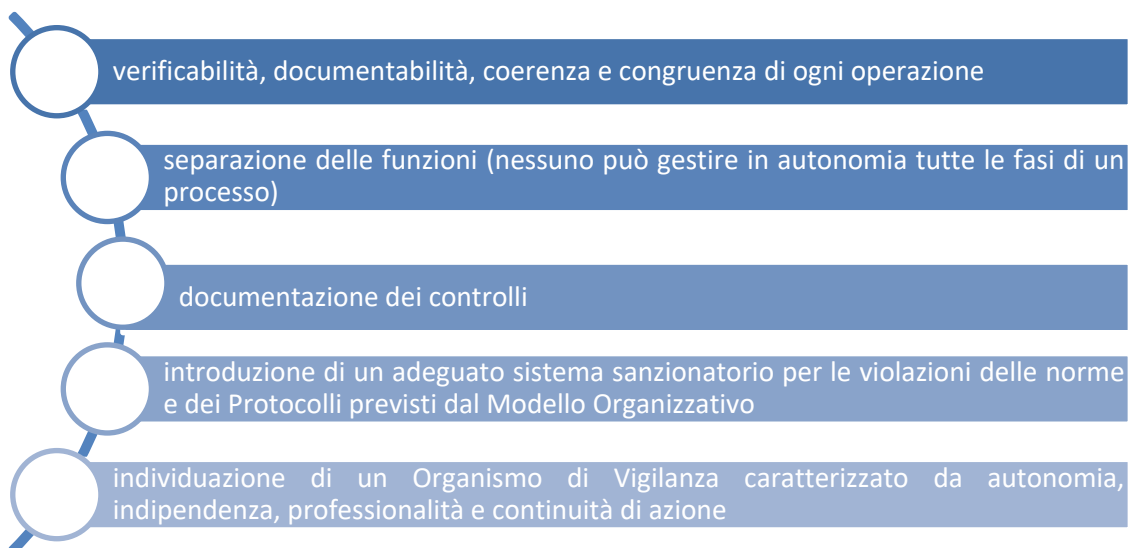 verificabilità, documentabilità, coerenza e congruenza di ogni operazione
separazione delle funzioni (nessuno può gestire in autonomia tutte le fasi di un
processo)
documentazione dei controlli
introduzione di un adeguato sistema sanzionatorio per le violazioni delle norme
e dei Protocolli previsti dal Modello Organizzativo
individuazione di un Organismo di Vigilanza caratterizzato da autonomia,
indipendenza, professionalità e continuità di azione